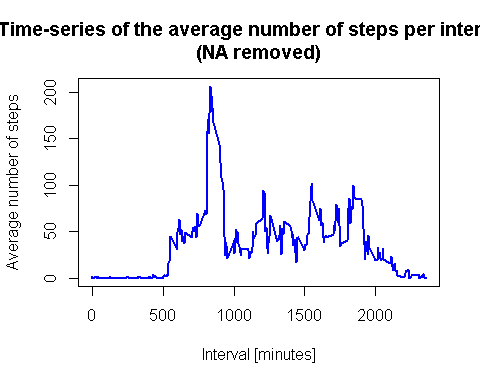 Time-series of the average number of steps per inter
(NA removed)
Average number of steps
200
150
100
50
0
0 500 1000 1500 2000
Interval [minutes]